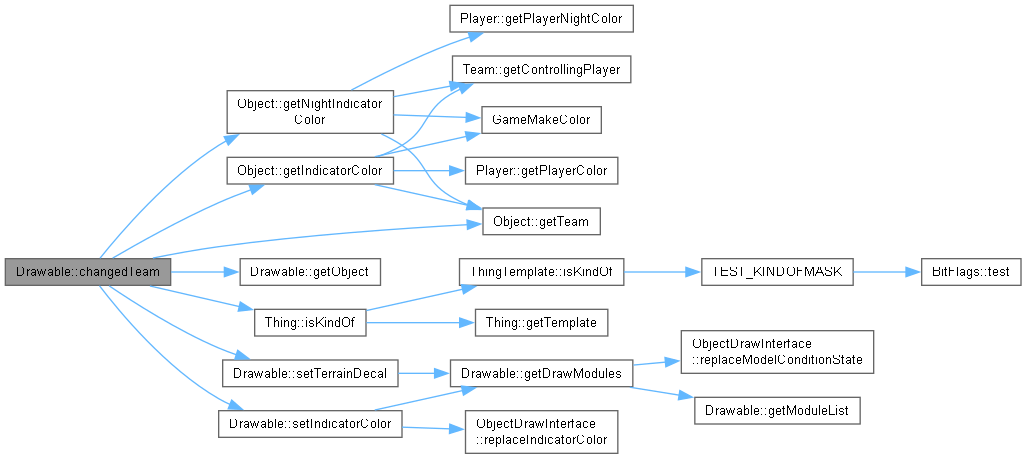 Player::getPlayerNightColor
Team::getControllingPlayer
Object::getNightIndicator
Color
GameMakeColor
Object::getIndicatorColor
Player::getPlayerColor
Object::getTeam
Drawable::changedTeam
Drawable::getObject
ThingTemplate::isKindOf
TEST_KINDOFMASK
BitFlags::test
Thing::isKindOf
Thing::getTemplate
Drawable::setTerrainDecal
Drawable::getDrawModules
ObjectDrawInterface
::replaceModelConditionState
Drawable::getModuleList
Drawable::setIndicatorColor
ObjectDrawInterface
::replaceIndicatorColor